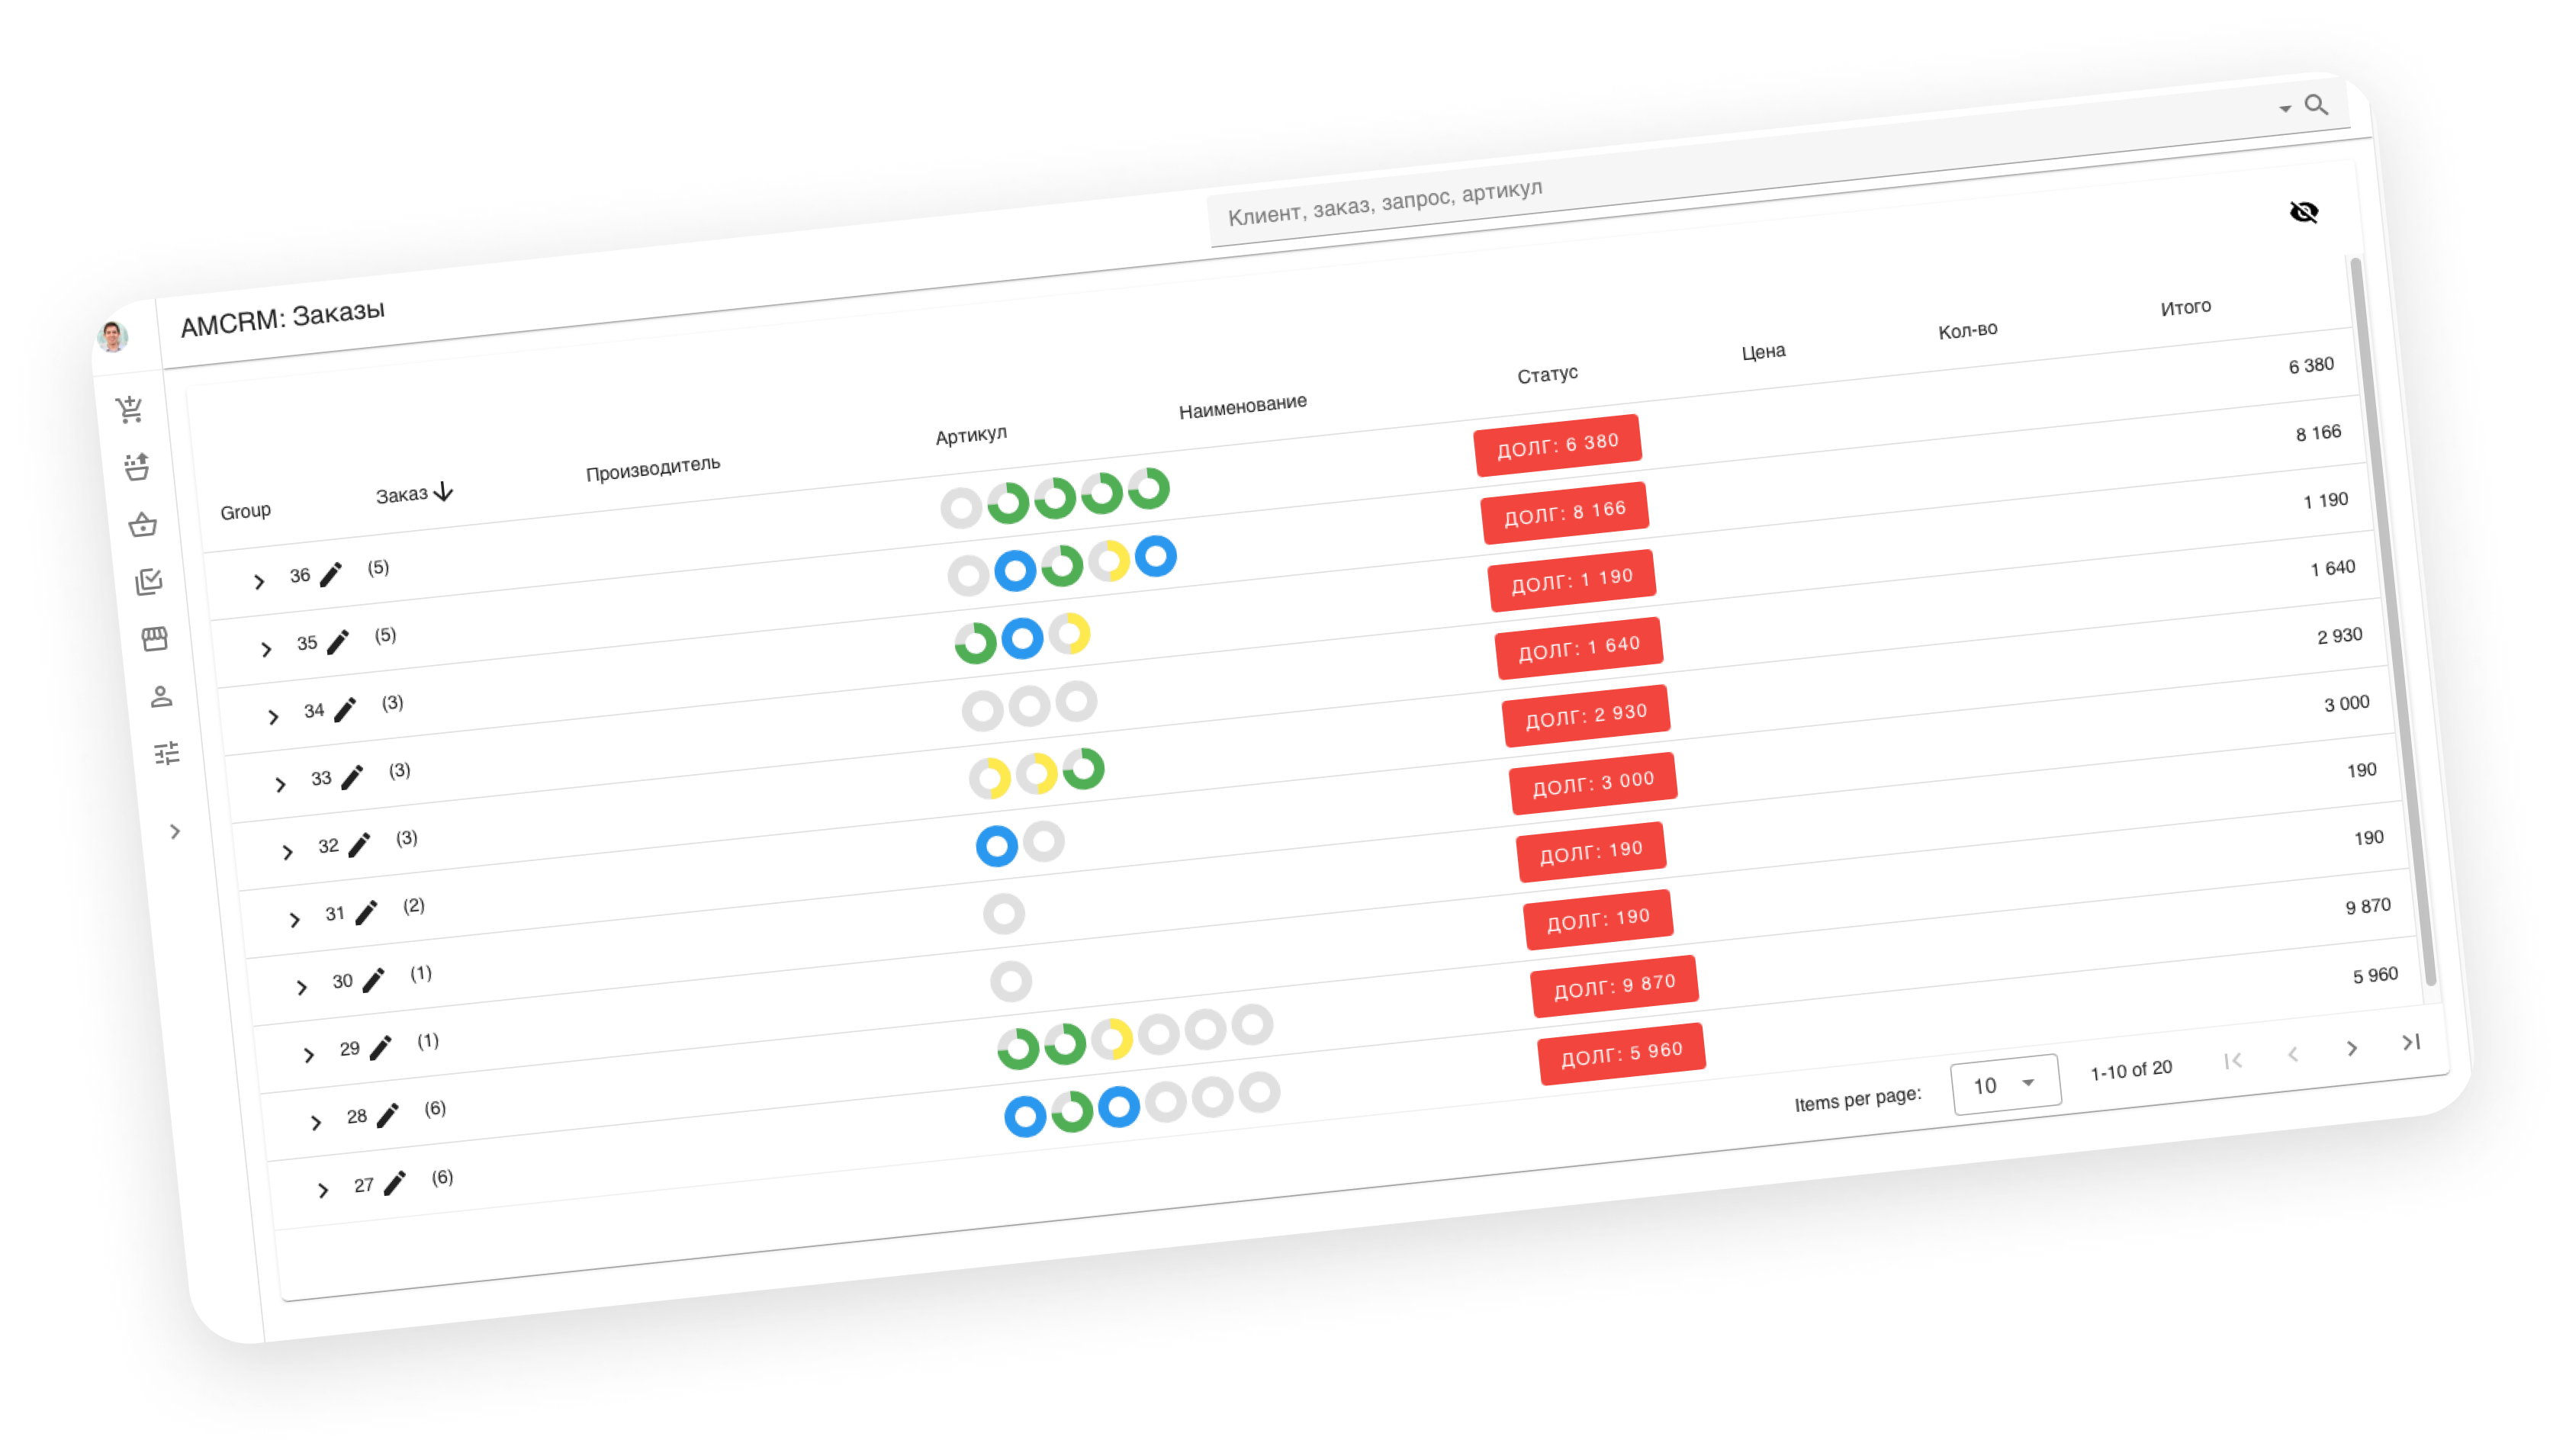 Клиент, заказ, запрос, артикул
AMCRM: Заказы
Group Заказ Производитель Артикул Наименование Статус Цена Кол-во Итого
36 (5) ДОЛГ: 6 380 6 380
35 (5) ДОЛГ: 8 166 8 166
34 (3) ДОЛГ: 1 190 1 190
33 (3) ДОЛГ: 1 640 1 640
32 (3) ДОЛГ: 2 930 2 930
31 (2) ДОЛГ: 3 000 3 000
30 (1) ДОЛГ: 190 190
29 (1) ДОЛГ: 190 190
28 (6) ДОЛГ: 9 870 9 870
27 (6) ДОЛГ: 5 960 5 960
Items per page: 10 1-10 of 20